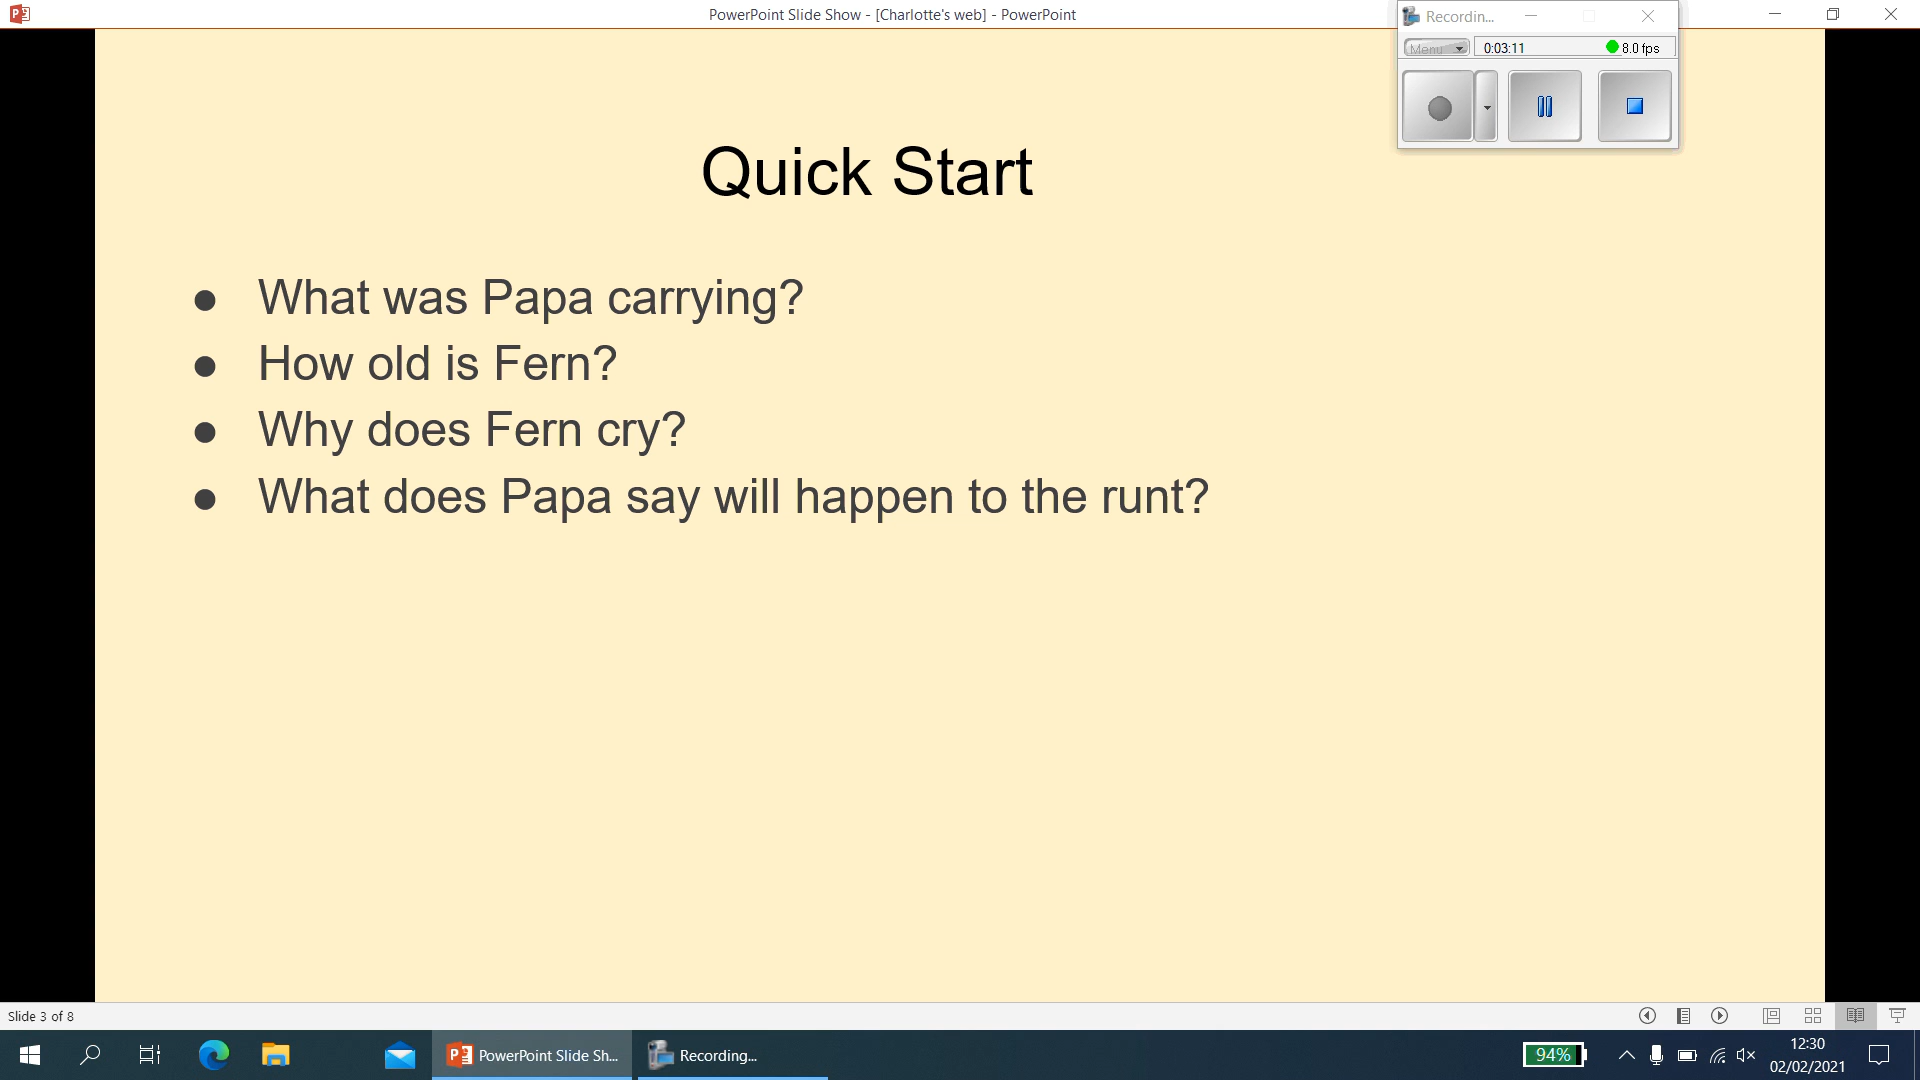 PowerPoint Slide Show - [Charlotte's web] - PowerPoint
Recordin...
Menu
0:03:11
8.0 fps
Quick Start
● What was Papa carrying?
● How old is Fern?
● Why does Fern cry?
● What does Papa say will happen to the runt?
Slide 3 of 8
PowerPoint Slide Sh...
Recording...
94%
12:30
02/02/2021